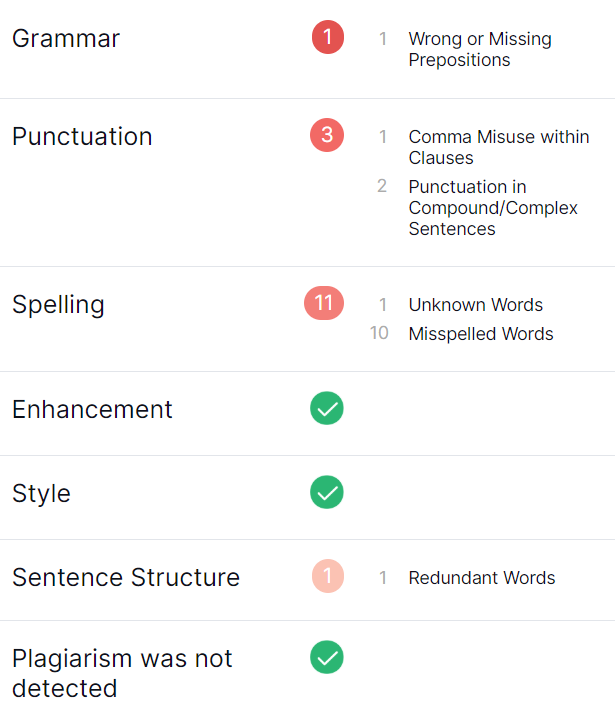 Grammar 1 1 Wrong or Missing
Prepositions
Punctuation 3 1 Comma Misuse within
Clauses
2 Punctuation in
Compound/Complex
Sentences
Spelling 11 1 Unknown Words
10 Misspelled Words
Enhancement
Style
Sentence Structure 1 1 Redundant Words
Plagiarism was not
detected